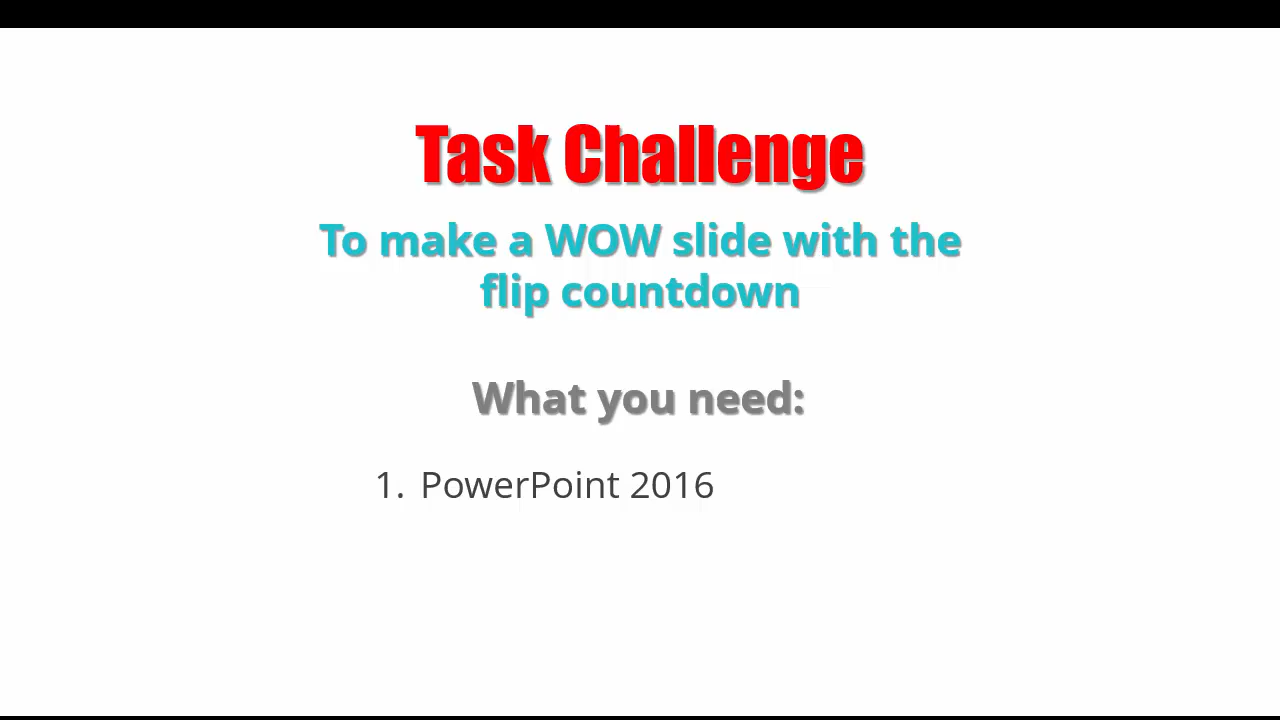 Task Challenge
To make a WOW slide with the
flip countdown
What you need:
1. PowerPoint 2016